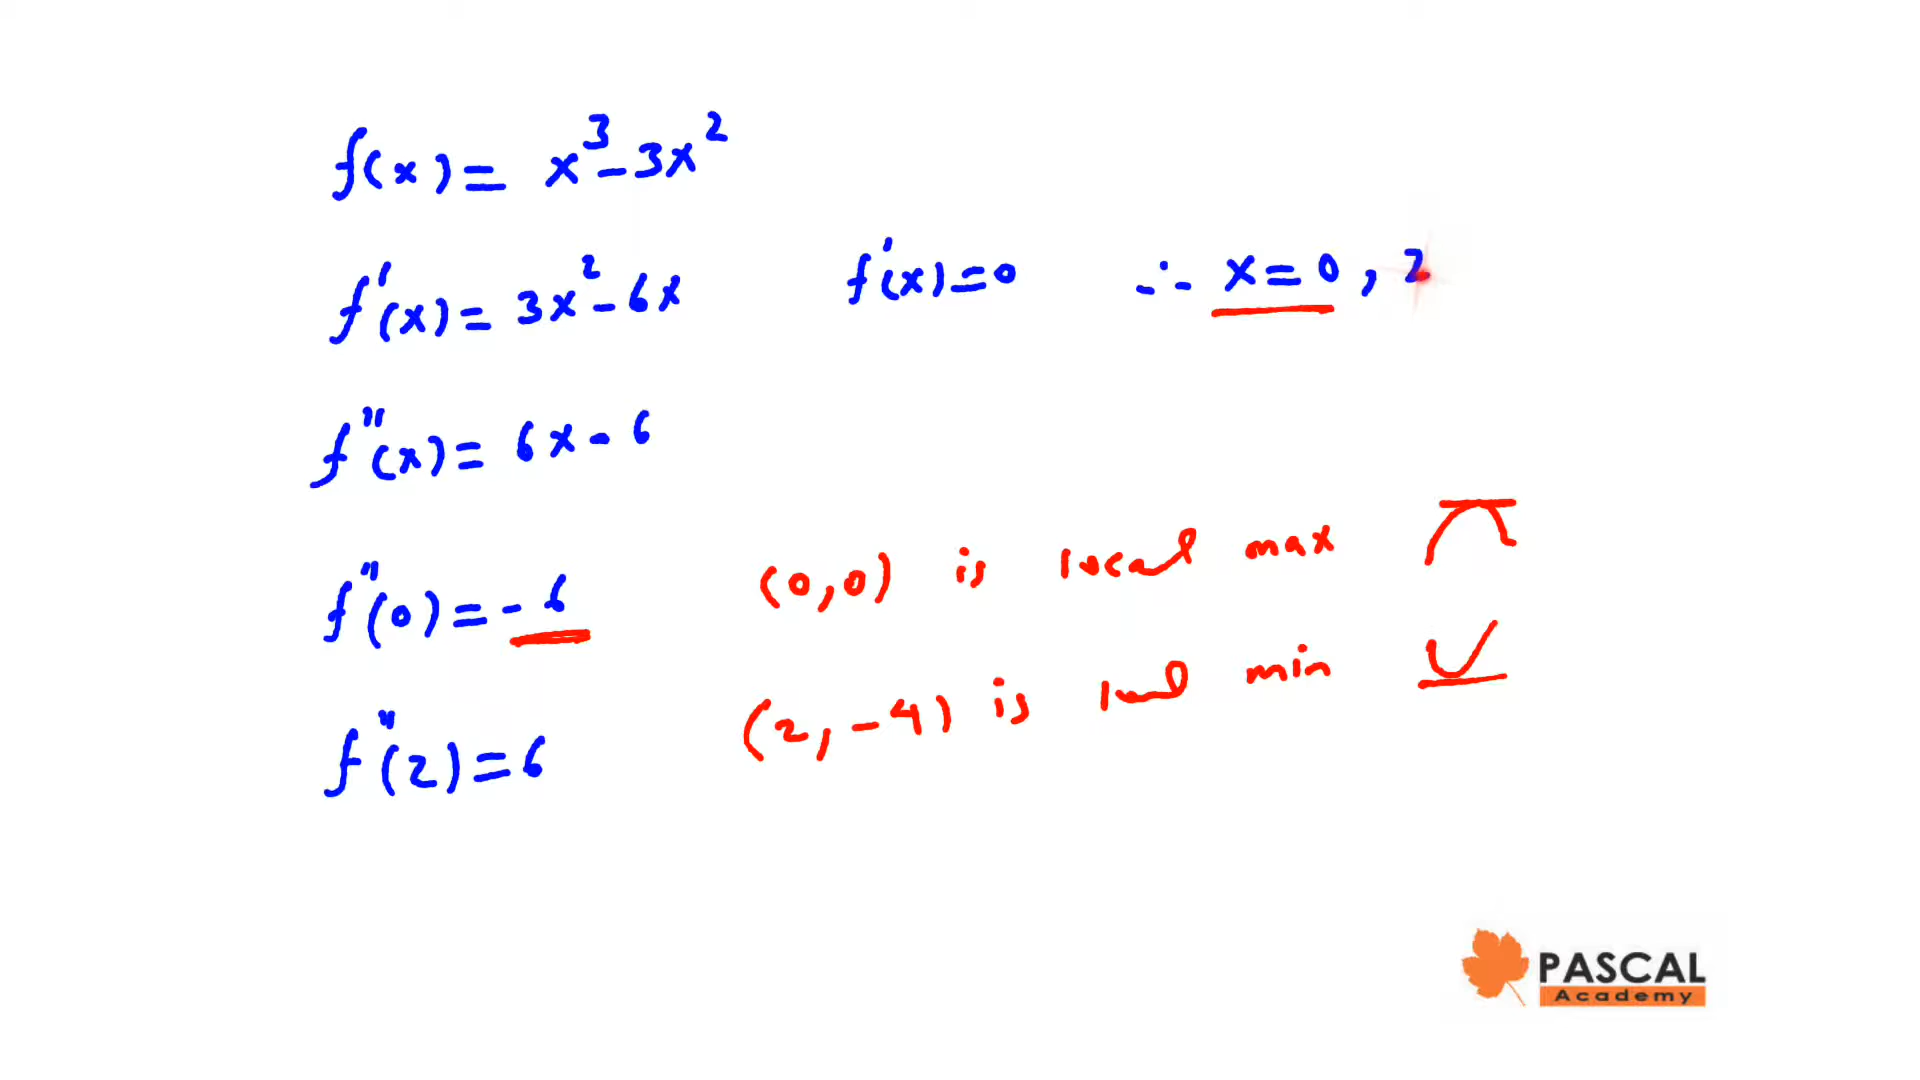 f(x) = x³ - 3x²
f'(x) = 3x² - 6x f'(x) = 0 ∴ x = 0, 2
f"(x) = 6x - 6
f"(0) = - 6 (0,0) is local max
f"(2) = 6 (2, -4) is local min
PASCAL
Academy